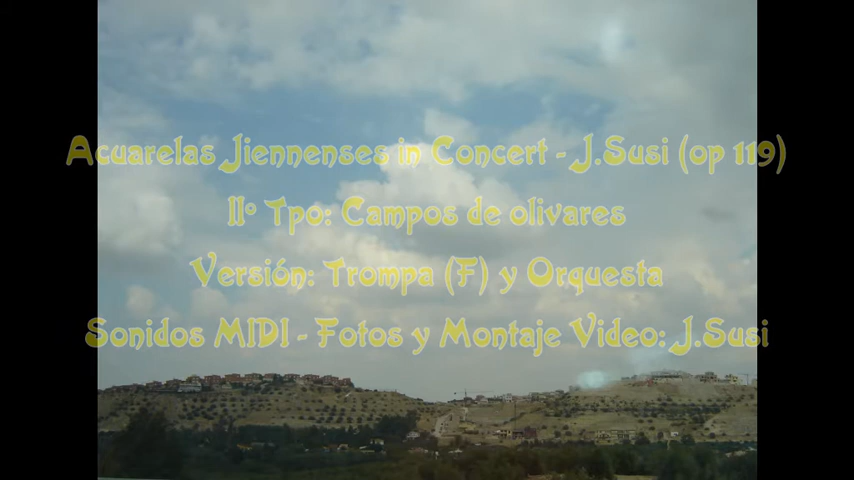 Acuarelas Jiennenses in Concert - J.Susi (op 119)
II° Tpo: Campos de olivares
Versión: Trompa (F) y Orquesta
Sonidos MIDI - Fotos y Montaje Video: J.Susi